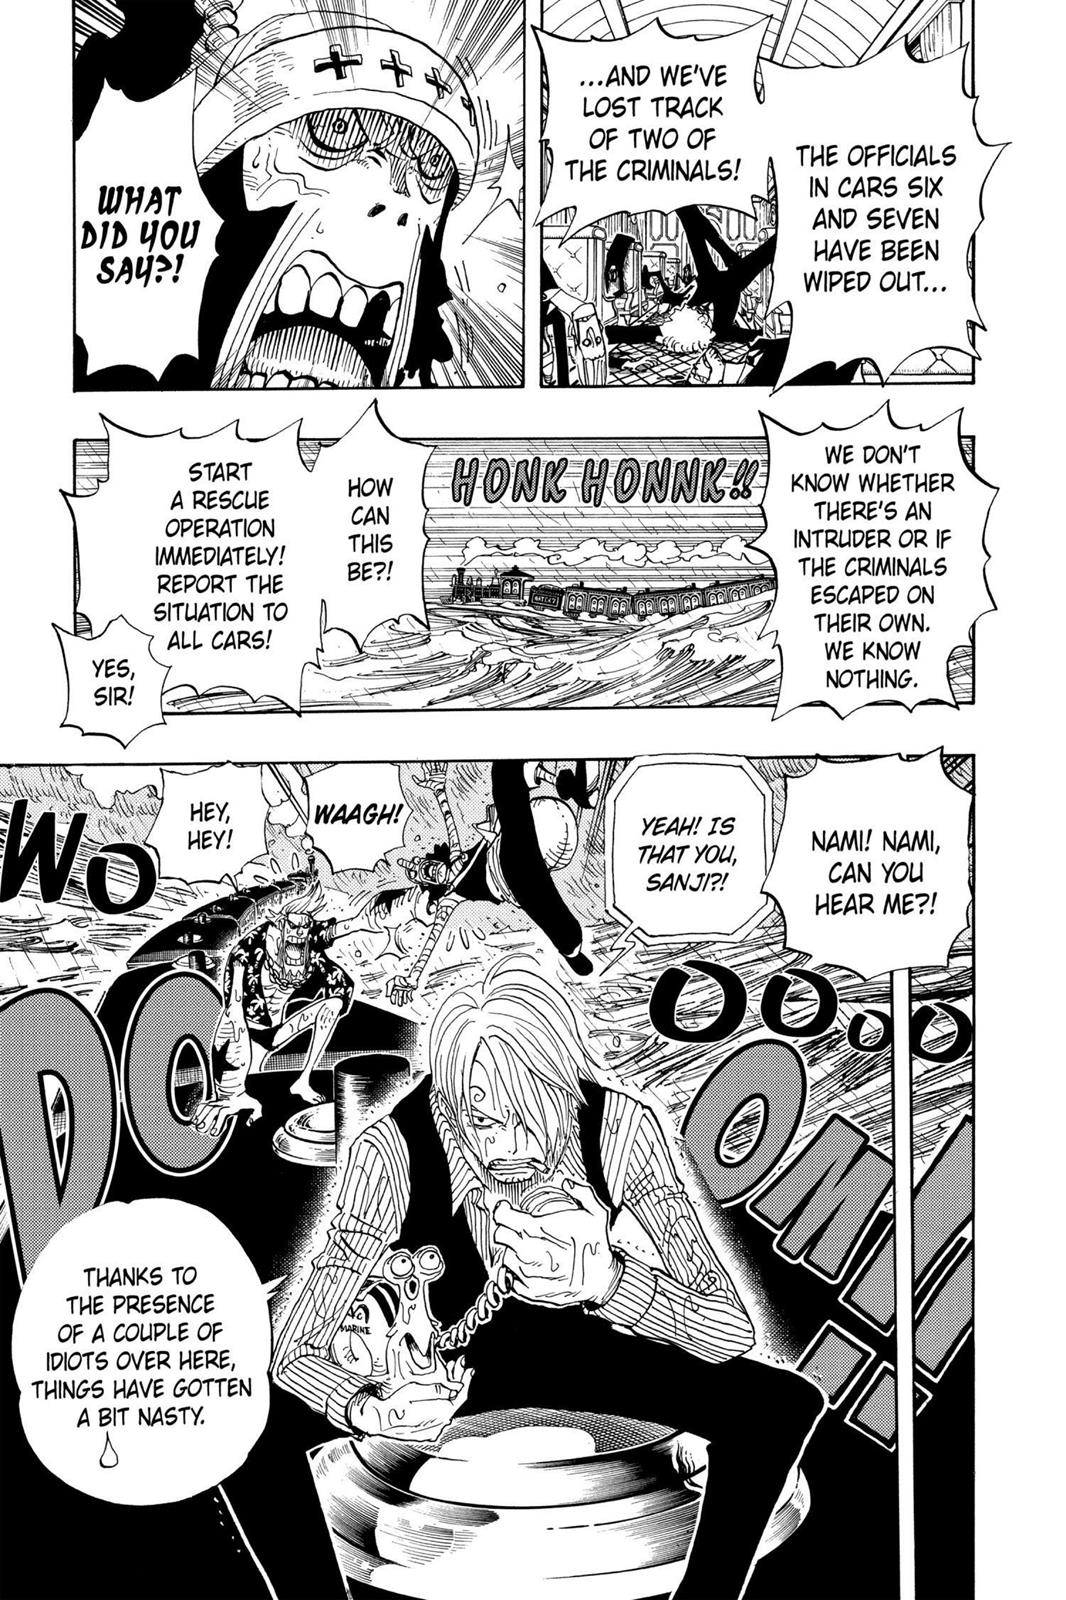 THE OFFICIALS
IN CARS SIX
AND SEVEN
HAVE BEEN
WIPED OUT...
...AND WE'VE
LOST TRACK
OF TWO OF
THE CRIMINALS!
WHAT
DID YOU
SAY?!
WE DON'T
KNOW WHETHER
THERE'S AN
INTRUDER OR IF
THE CRIMINALS
ESCAPED ON
THEIR OWN.
WE KNOW
NOTHING.
HONK HONNK!!
HOW
CAN
THIS
BE?!
START
A RESCUE
OPERATION
IMMEDIATELY!
REPORT THE
SITUATION TO
ALL CARS!
YES,
SIR!
NAMI! NAMI,
CAN YOU
HEAR ME?!
YEAH! IS
THAT YOU,
SANJI?!
WAAGH!
HEY,
HEY!
WOOOOO
DOOOM!!
MARINE
THANKS TO
THE PRESENCE
OF A COUPLE OF
IDIOTS OVER HERE,
THINGS HAVE GOTTEN
A BIT NASTY.